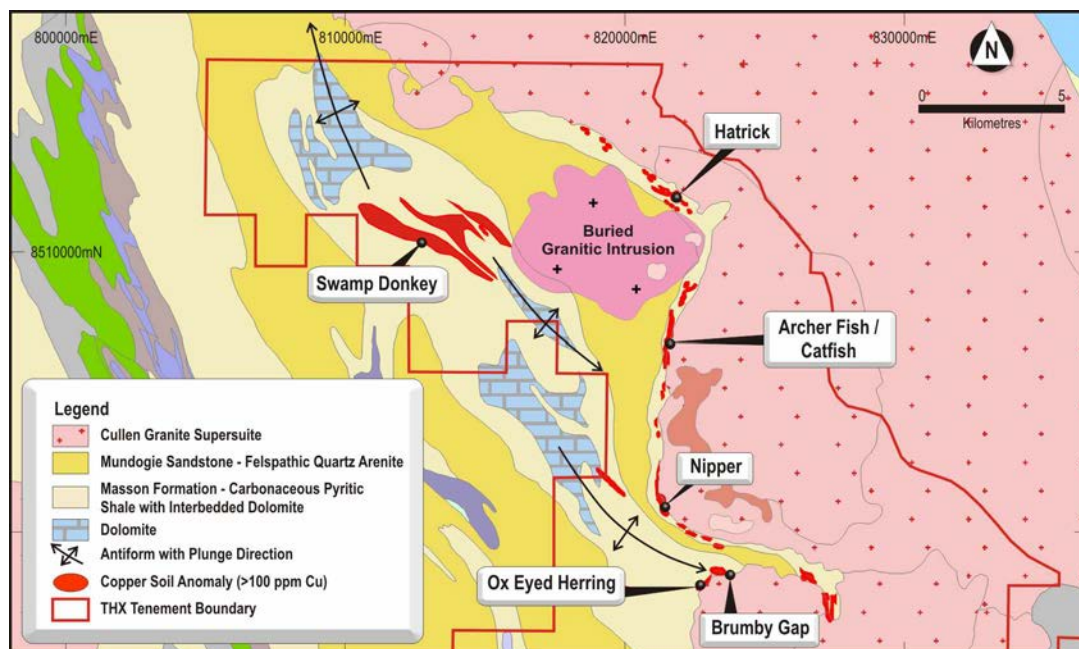 800000mE
810000mE
820000mE
830000mE
N
0
5
Kilometres
Hatrick
Buried
Granitic Intrusion
8510000mN
Swamp Donkey
Archer Fish /
Catfish
Nipper
Ox Eyed Herring
Brumby Gap
Legend
Cullen Granite Supersuite
Mundogie Sandstone - Felspathic Quartz Arenite
Masson Formation - Carbonaceous Pyritic
Shale with Interbedded Dolomite
Dolomite
Antiform with Plunge Direction
Copper Soil Anomaly (>100 ppm Cu)
THX Tenement Boundary